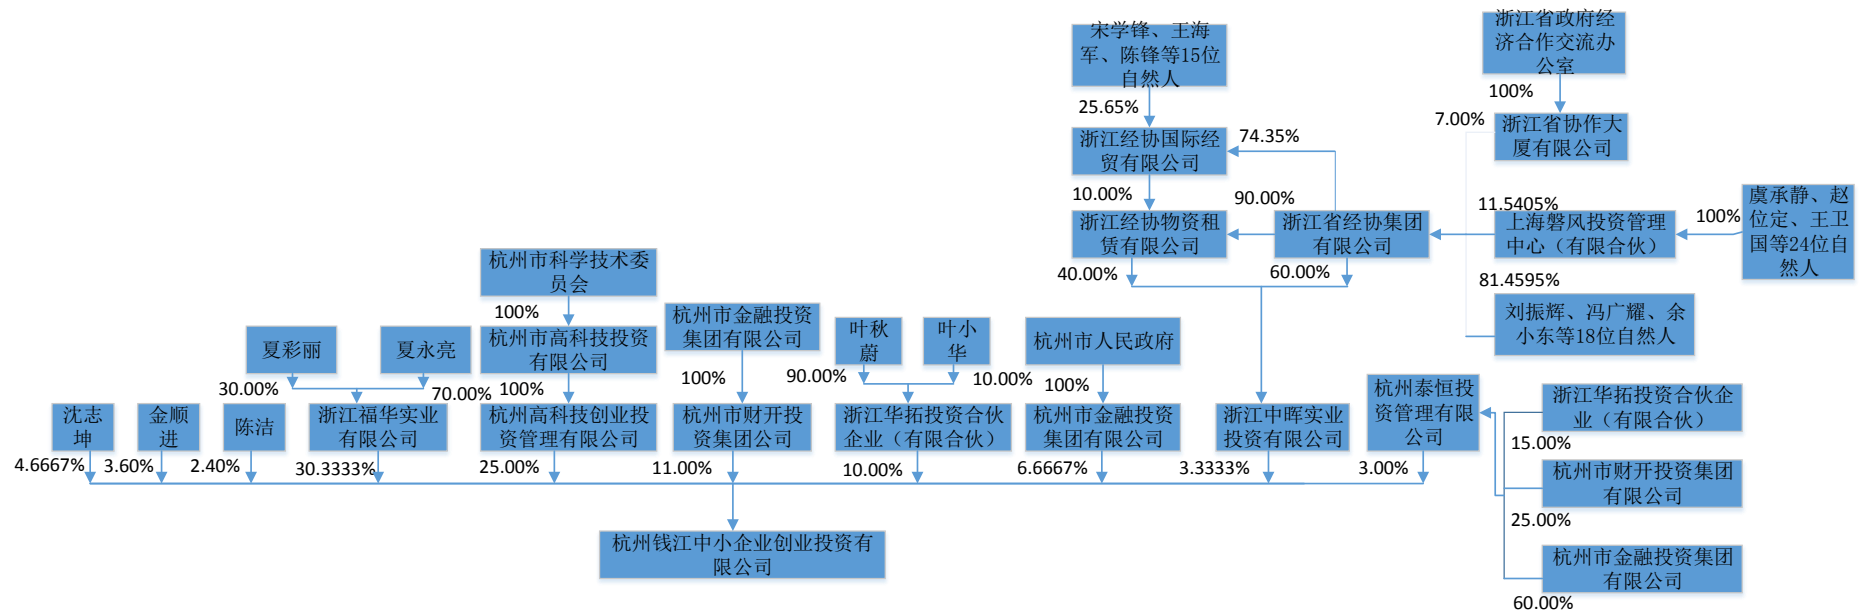 宋学锋、王海
军、陈锋等15位
自然人
浙江省政府经
济合作交流办
公室
25.65%
100%
7.00%
浙江经协国际经
贸有限公司
74.35%
浙江省协作大
厦有限公司
10.00%
90.00%
11.5405%
浙江经协物资租
赁有限公司
浙江省经协集团
有限公司
上海磐风投资管理
中心（有限合伙）
100%
虞承静、赵
位定、王卫
国等24位自
然人
40.00%
60.00%
81.4595%
刘振辉、冯广耀、余
小东等18位自然人
杭州市科学技术委
员会
100%
杭州市高科技投资
有限公司
杭州市金融投资
集团有限公司
叶秋
蔚
叶小
华
杭州市人民政府
夏彩丽
夏永亮
30.00%
70.00%
100%
100%
90.00%
10.00%
100%
沈志
坤
金顺
进
陈洁
浙江福华实业
有限公司
杭州高科技创业投
资管理有限公司
杭州市财开投
资集团公司
浙江华拓投资合伙
企业（有限合伙）
杭州市金融投资
集团有限公司
浙江中晖实业
投资有限公司
杭州泰恒投
资管理有限
公司
浙江华拓投资合伙企
业（有限合伙）
15.00%
杭州市财开投资集团
有限公司
25.00%
杭州市金融投资集团
有限公司
60.00%
4.6667%
3.60%
2.40%
30.3333%
25.00%
11.00%
10.00%
6.6667%
3.3333%
3.00%
杭州钱江中小企业创业投资有
限公司